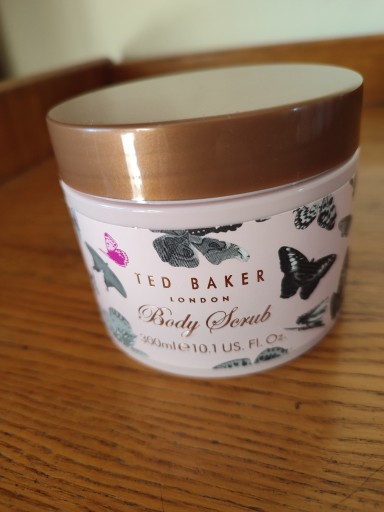 TED BAKER
LONDON
Body Scrub
300ml℮10.1 US. Fl. Oz.